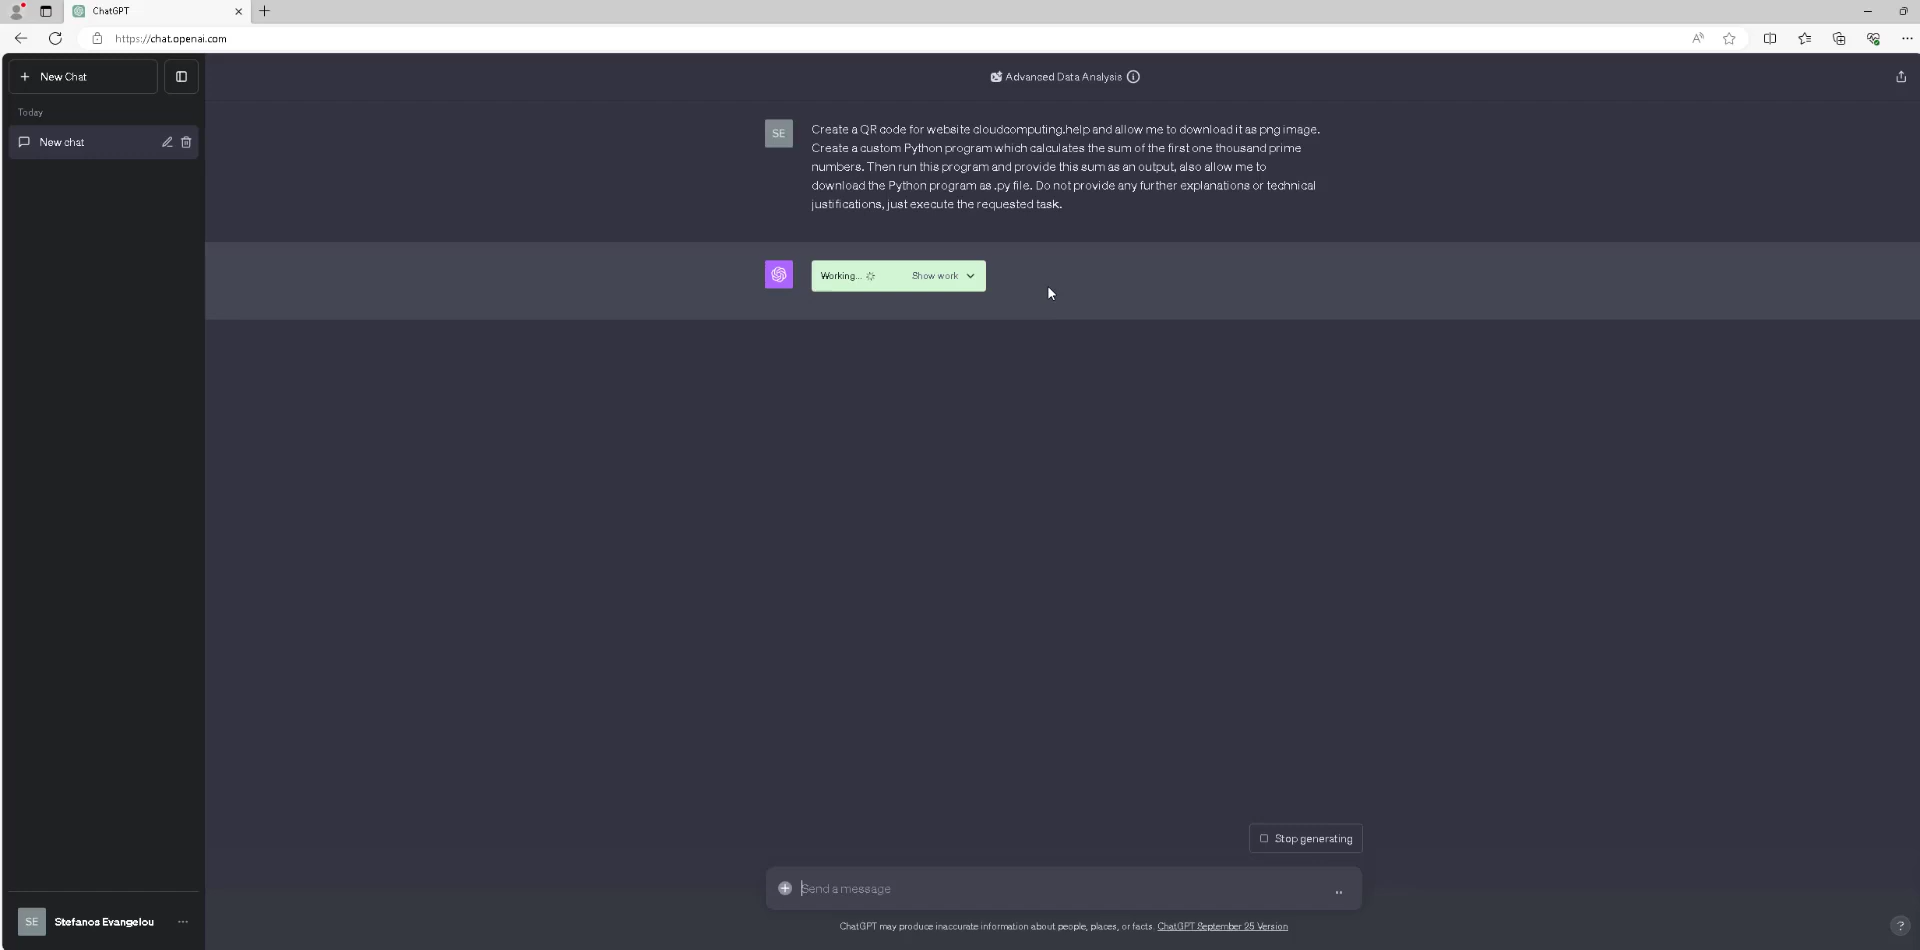 ChatGPT
https://chat.openai.com
New Chat
Today
New chat
Advanced Data Analysis
SE
Create a QR code for website cloudcomputing.help and allow me to download it as png image.
Create a custom Python program which calculates the sum of the first one thousand prime
numbers. Then run this program and provide this sum as an output, also allow me to
download the Python program as .py file. Do not provide any further explanations or technical
justifications, just execute the requested task.
Working... Show work
Stop generating
Send a message
SE Stefanos Evangelou
ChatGPT may produce inaccurate information about people, places, or facts. ChatGPT September 25 Version
?